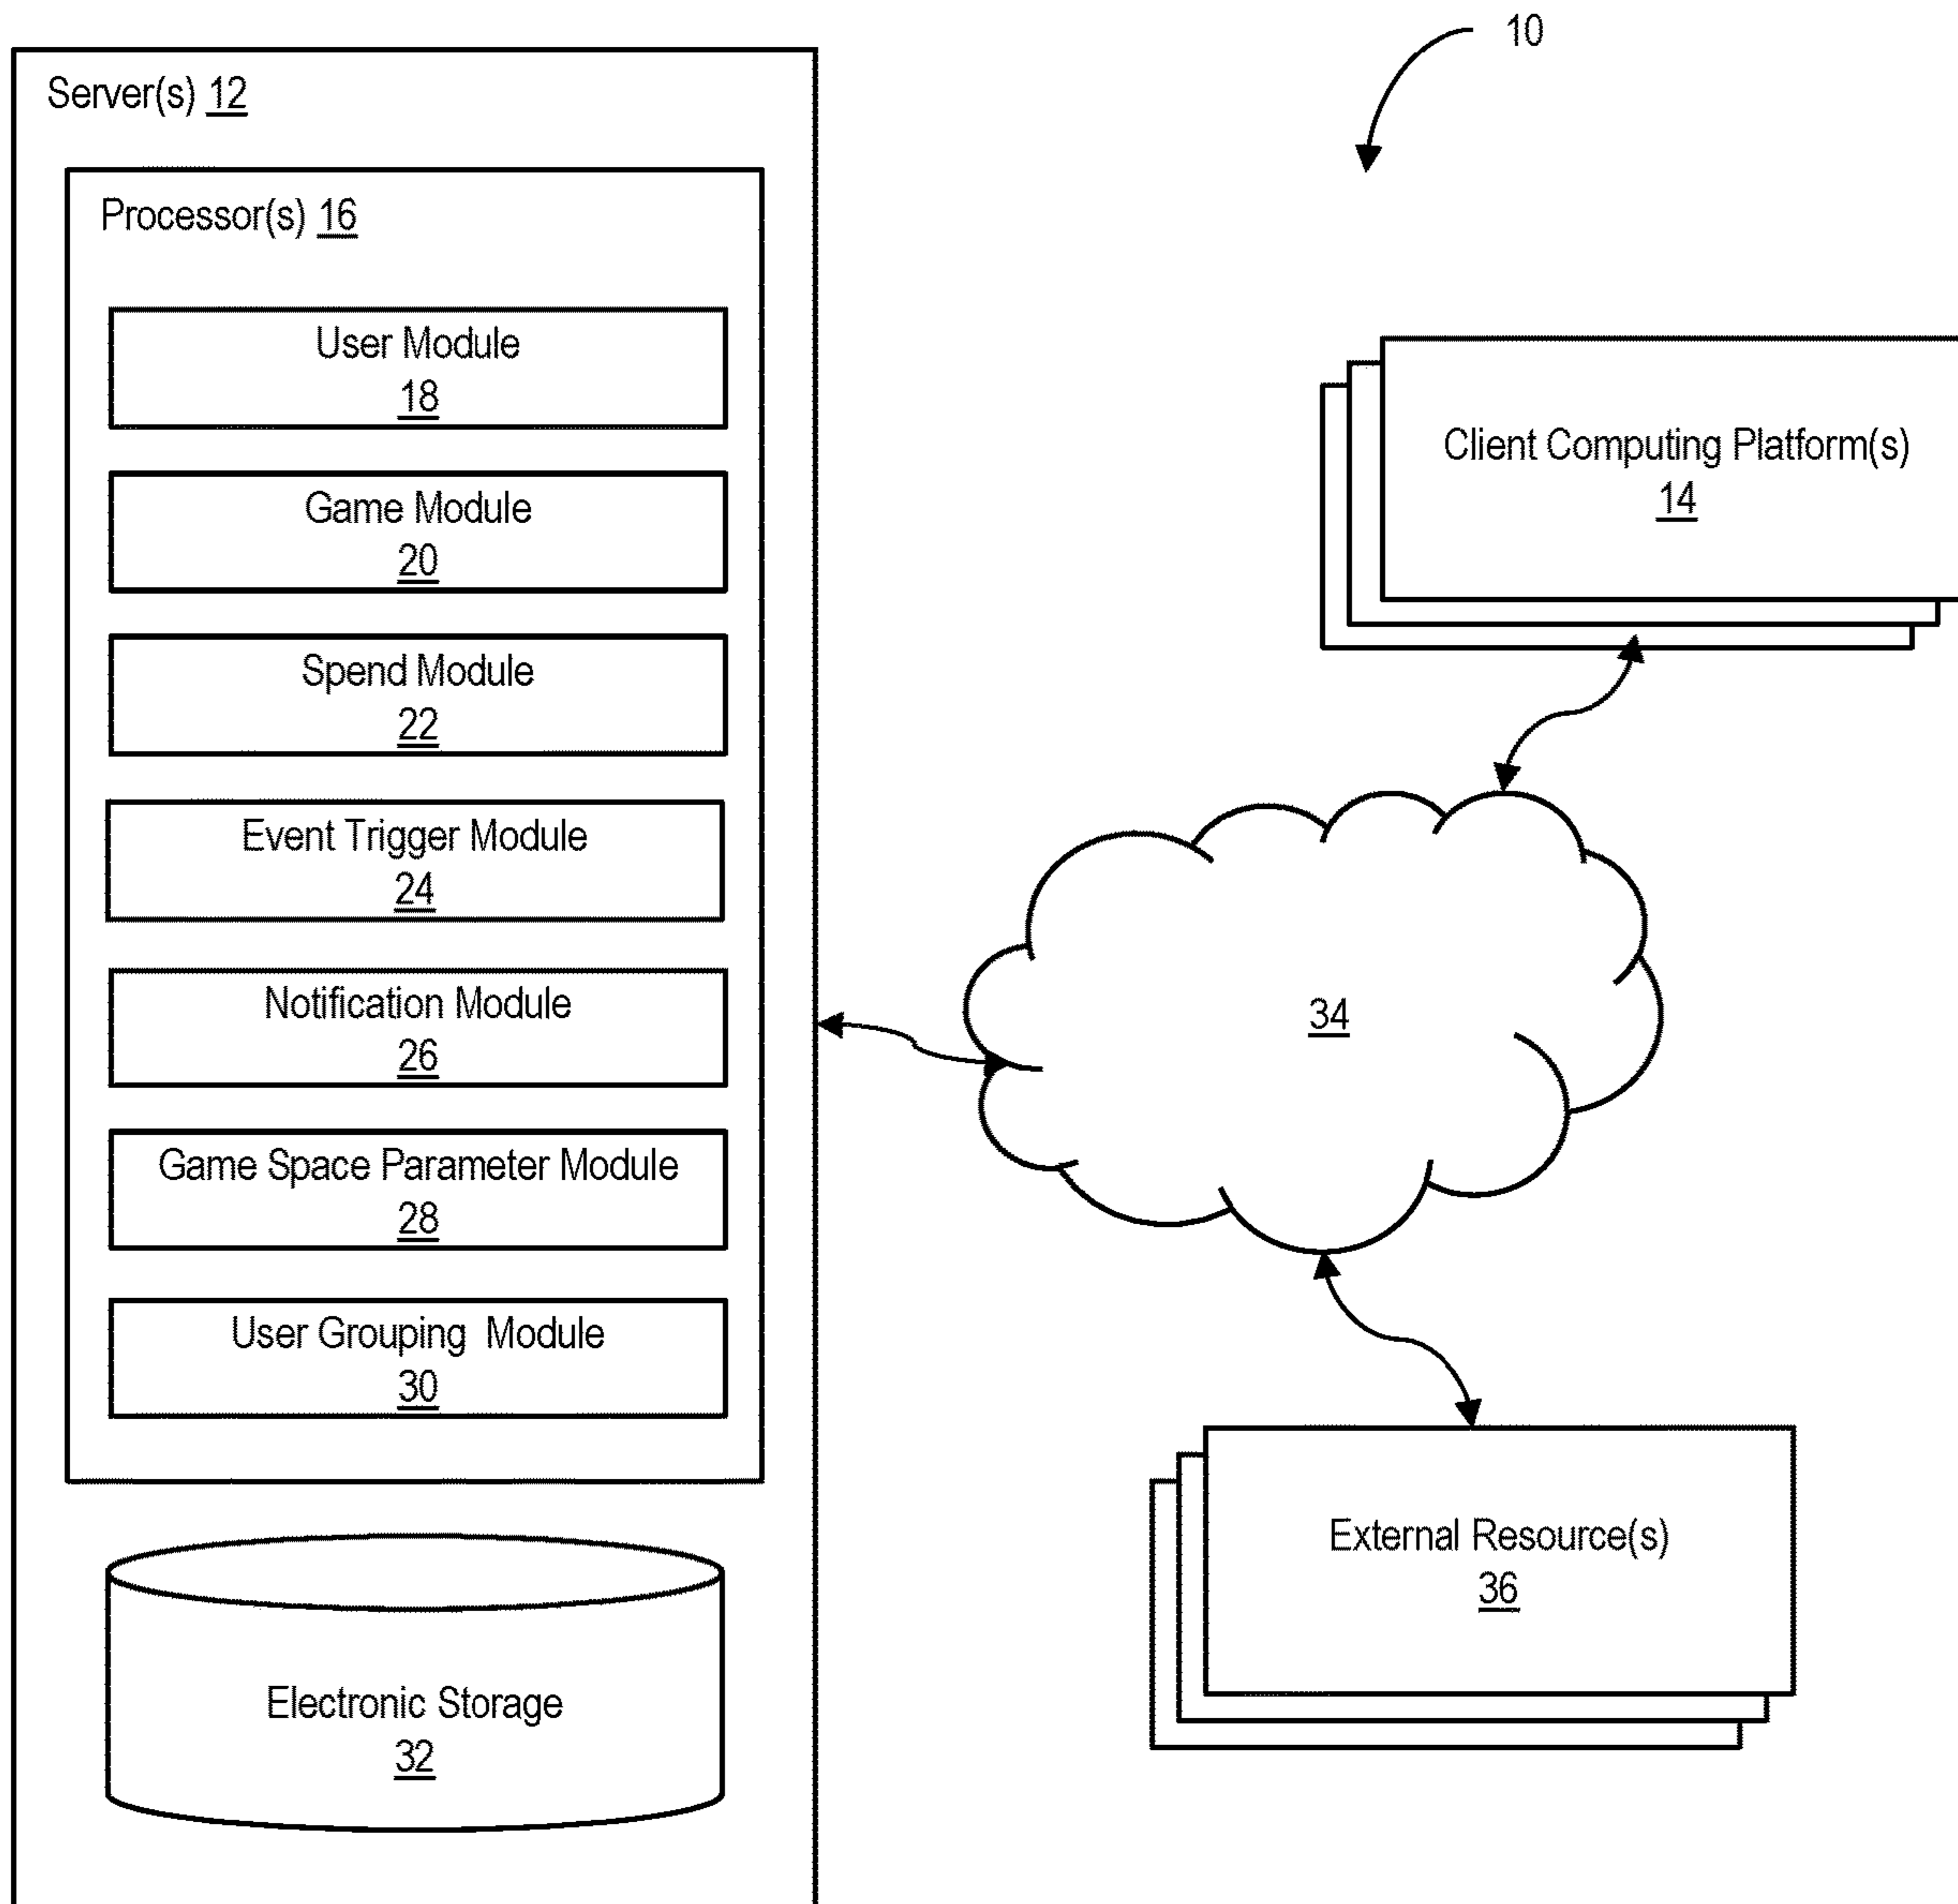 10
Server(s) 12
Processor(s) 16
User Module
18
Game Module
20
Spend Module
22
Event Trigger Module
24
Notification Module
26
Game Space Parameter Module
28
User Grouping Module
30
Electronic Storage
32
Client Computing Platform(s)
14
34
External Resource(s)
36